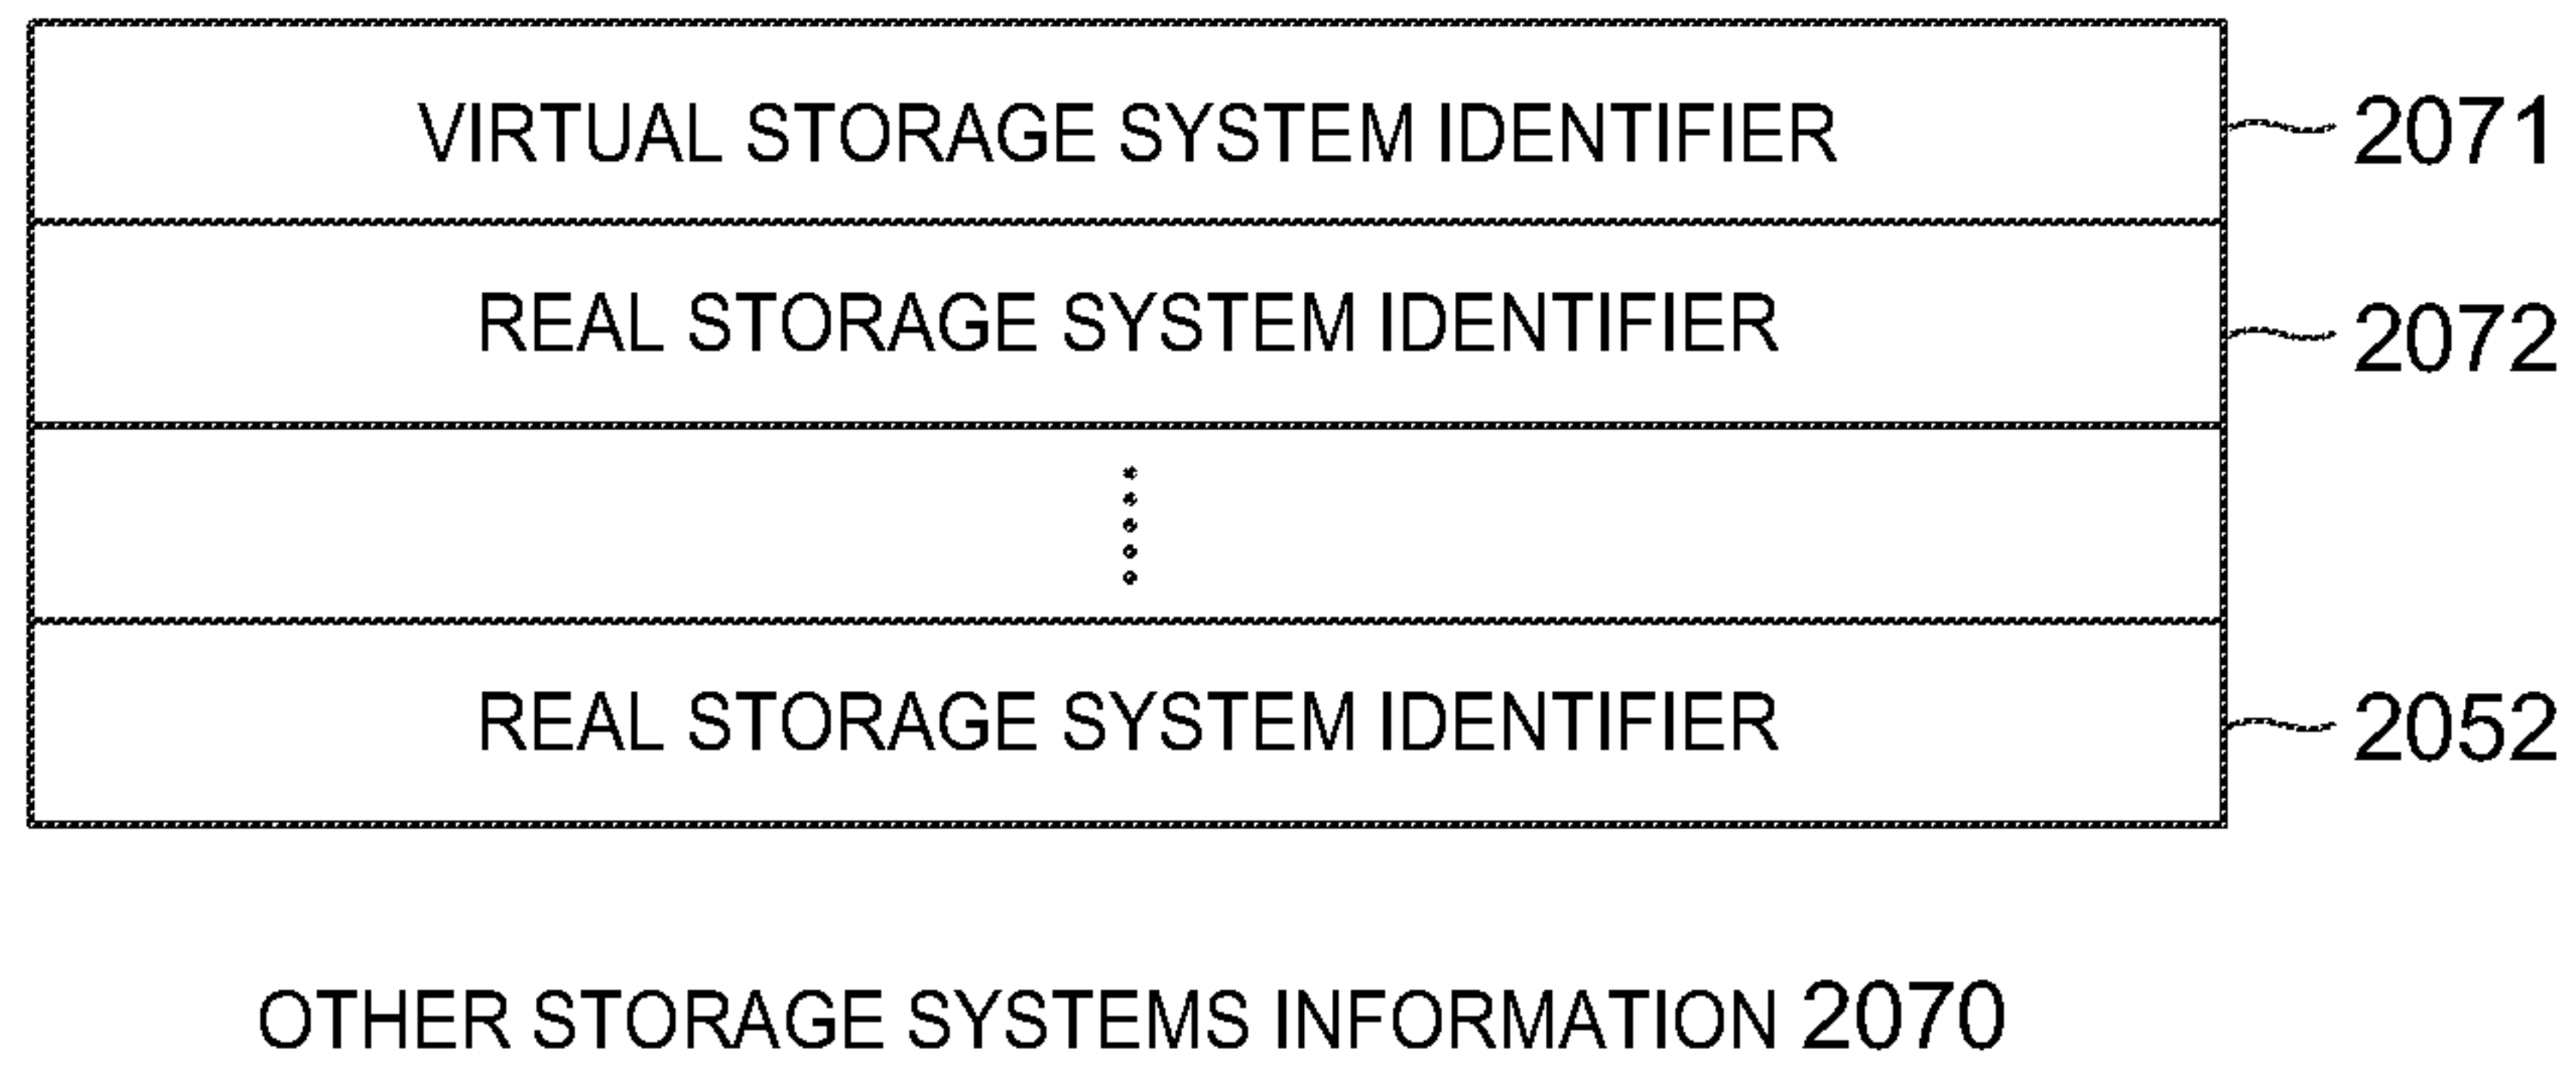 VIRTUAL STORAGE SYSTEM IDENTIFIER 2071
REAL STORAGE SYSTEM IDENTIFIER 2072
REAL STORAGE SYSTEM IDENTIFIER 2052
OTHER STORAGE SYSTEMS INFORMATION 2070